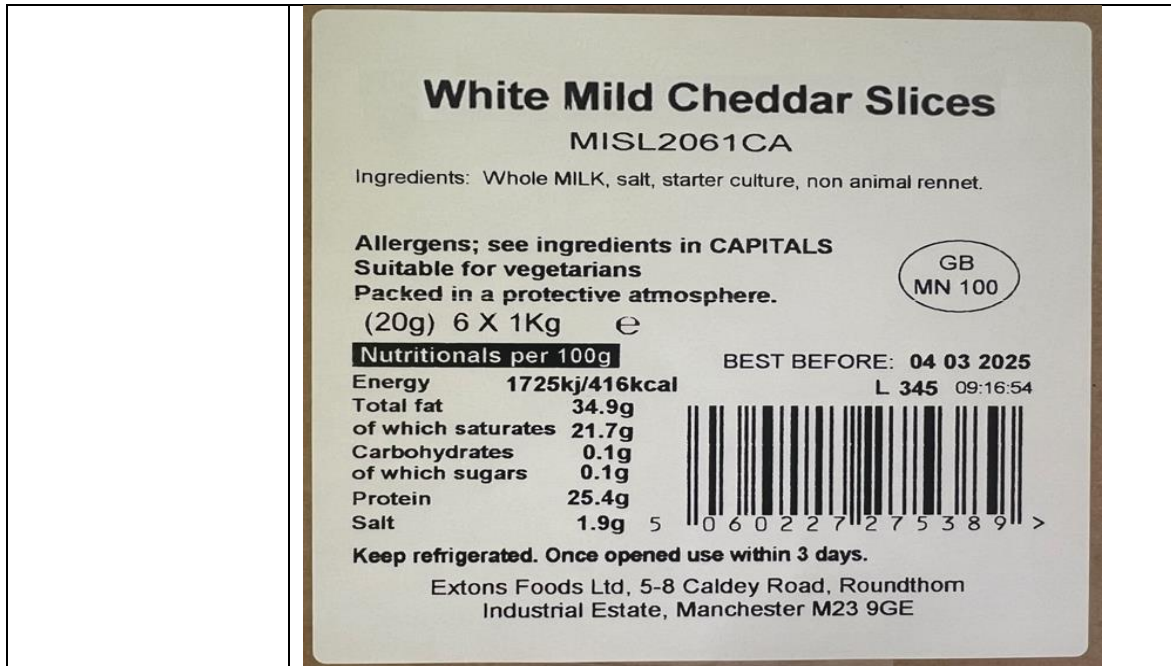 White Mild Cheddar Slices
MISL2061CA
Ingredients: Whole MILK, salt, starter culture, non animal rennet.
Allergens; see ingredients in CAPITALS
Suitable for vegetarians
Packed in a protective atmosphere.
GB
MN 100
(20g) 6 X 1Kg ℮
Nutritionals per 100g
BEST BEFORE: 04 03 2025
L 345 09:16:54
Energy 1725kj/416kcal
Total fat 34.9g
of which saturates 21.7g
Carbohydrates 0.1g
of which sugars 0.1g
Protein 25.4g
Salt 1.9g
5 060227 275389 >
Keep refrigerated. Once opened use within 3 days.
Extons Foods Ltd, 5-8 Caldey Road, Roundthorn
Industrial Estate, Manchester M23 9GE